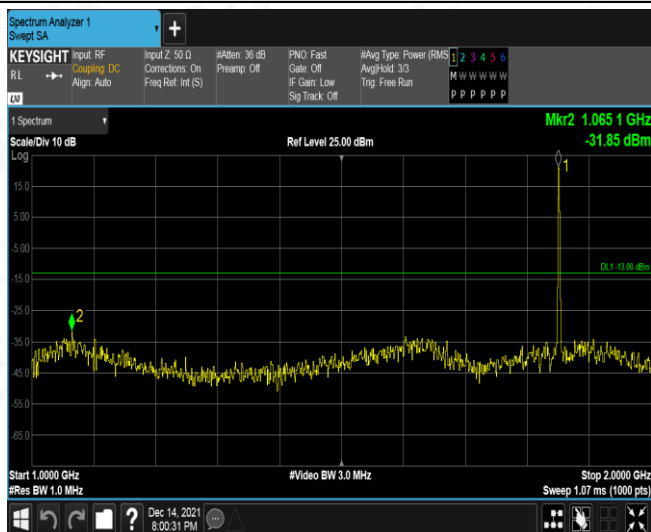 Spectrum Analyzer 1
Swept SA
+
KEYSIGHT
RL
LXI
Input: RF
Coupling: DC
Align: Auto
Input Z: 50 Ω
Corrections: On
Freq Ref: Int (S)
#Atten: 36 dB
Preamp: Off
PNO: Fast
Gate: Off
IF Gain: Low
Sig Track: Off
#Avg Type: Power (RMS
Avg|Hold: 3/3
Trig: Free Run
1 2 3 4 5 6
M W W W W W
P P P P P P
1 Spectrum
Mkr2 1.065 1 GHz
Scale/Div 10 dB
Ref Level 25.00 dBm
-31.85 dBm
Log
1
15.0
5.00
-5.00
DL1 -13.00 dBm
-15.0
-25.0
2
-35.0
-45.0
-55.0
-65.0
Start 1.0000 GHz
#Video BW 3.0 MHz
Stop 2.0000 GHz
#Res BW 1.0 MHz
Sweep 1.07 ms (1000 pts)
?
Dec 14, 2021
8:00:31 PM